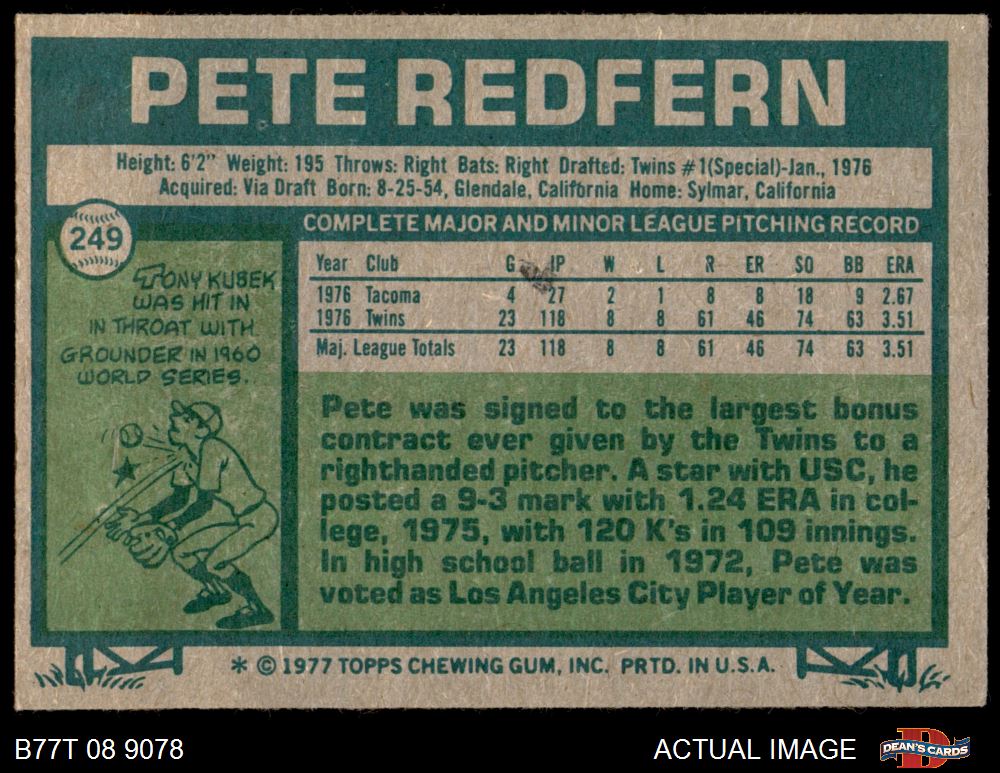 PETE REDFERN
Height: 6'2" Weight: 195 Throws: Right Bats: Right Drafted: Twins #1(Special)-Jan., 1976
Acquired: Via Draft Born: 8-25-54, Glendale, California Home: Sylmar, California
249
COMPLETE MAJOR AND MINOR LEAGUE PITCHING RECORD
Year Club G IP W L R ER SO BB ERA
1976 Tacoma 4 27 2 1 8 8 18 9 2.67
1976 Twins 23 118 8 8 61 46 74 63 3.51
Maj. League Totals 23 118 8 8 61 46 74 63 3.51
TONY KUBEK
WAS HIT IN
IN THROAT WITH
GROUNDER IN 1960
WORLD SERIES.
Pete was signed to the largest bonus
contract ever given by the Twins to a
righthanded pitcher. A star with USC, he
posted a 9-3 mark with 1.24 ERA in col-
lege, 1975, with 120 K's in 109 innings.
In high school ball in 1972, Pete was
voted as Los Angeles City Player of Year.
* © 1977 TOPPS CHEWING GUM, INC. PRTD. IN U.S.A.
B77T 08 9078
ACTUAL IMAGE
D
DEAN'S CARDS